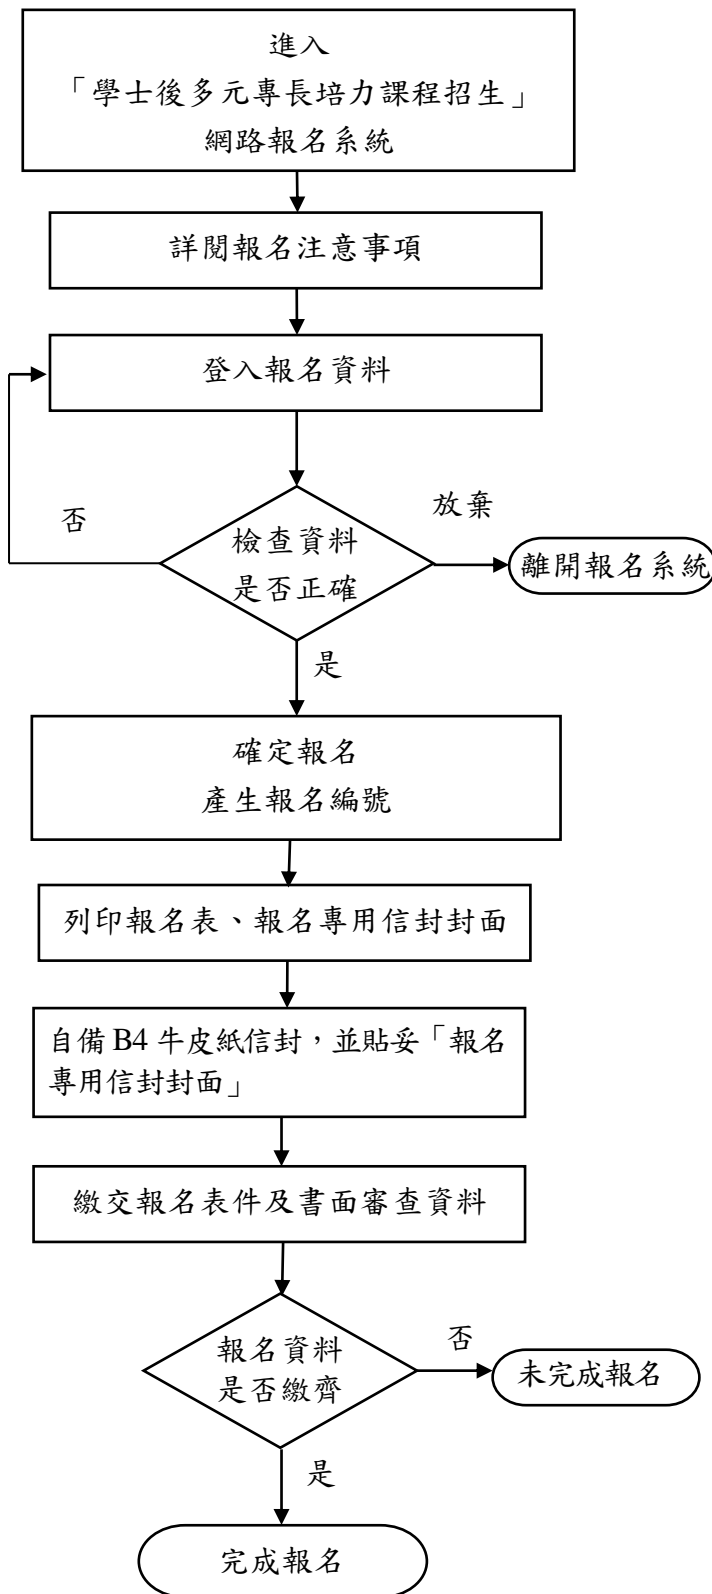 進入
「學士後多元專長培力課程招生」
網路報名系統
詳閱報名注意事項
登入報名資料
否
放棄
檢查資料
是否正確
離開報名系統
是
確定報名
產生報名編號
列印報名表、報名專用信封封面
自備 B4 牛皮紙信封，並貼妥「報名
專用信封封面」
繳交報名表件及書面審查資料
報名資料
是否繳齊
否
未完成報名
是
完成報名